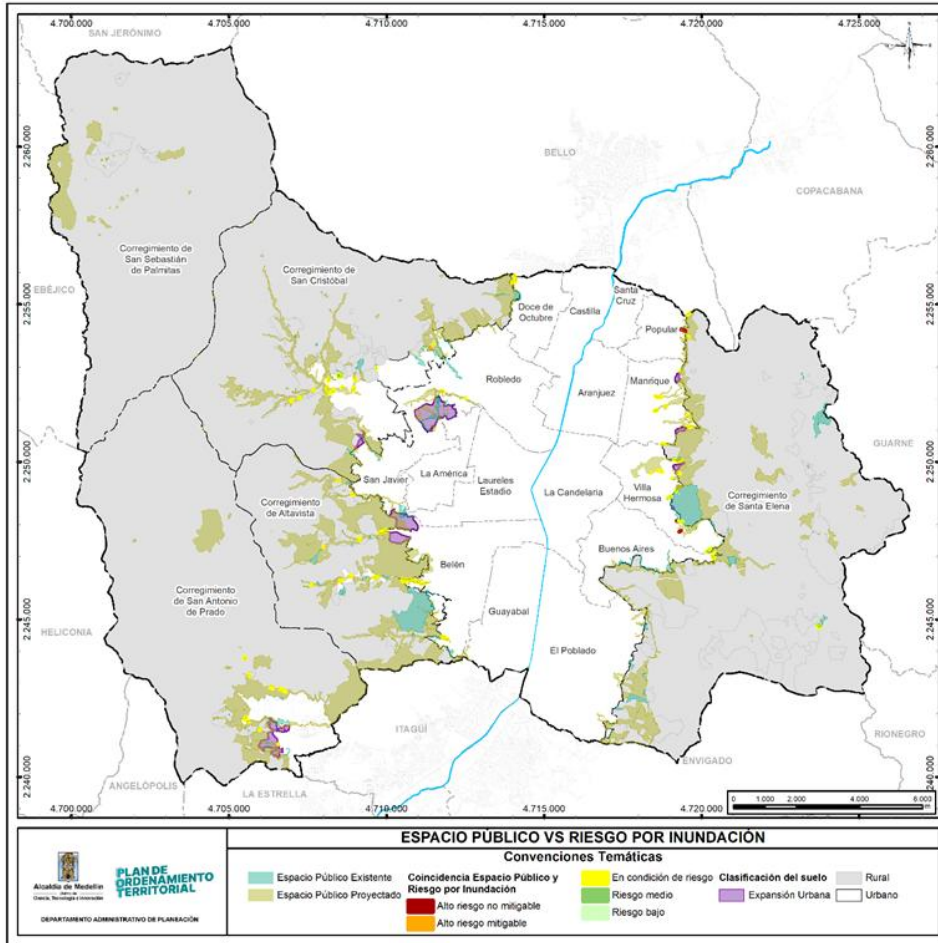 4.700.000 4.705.000 4.710.000 4.715.000 4.720.000 4.725.000
SAN JERÓNIMO
2.260.000
2.260.000
BELLO
COPACABANA
Corregimiento de
San Sebastián
de Palmitas
Corregimiento de
San Cristóbal
EBÉJICO
2.255.000
2.255.000
Santa
Cruz
Doce de
Octubre
Castilla
Popular
Robledo
Manrique
Aranjuez
GUARNE
2.250.000
2.250.000
La América
San Javier
Laureles
Estadio
La Candelaria
Villa
Hermosa
Corregimiento
de Santa Elena
Corregimiento
de Altavista
Buenos Aires
Belén
Corregimiento
de San Antonio
de Prado
Guayabal
HELICONIA
2.245.000
2.245.000
El Poblado
ITAGÜÍ
RIONEGRO
ENVIGADO
2.240.000
2.240.000
ANGELÓPOLIS
LA ESTRELLA
0 1.000 2.000 4.000 6.000
m
4.700.000 4.705.000 4.710.000 4.715.000 4.720.000 4.725.000
ESPACIO PÚBLICO VS RIESGO POR INUNDACIÓN
Convenciones Temáticas
Alcaldía de Medellín
Ciencia, Tecnología e Innovación
PLAN DE
ORDENAMIENTO
TERRITORIAL
DEPARTAMENTO ADMINISTRATIVO DE PLANEACIÓN
Espacio Público Existente
Espacio Público Proyectado
Coincidencia Espacio Público y
Riesgo por Inundación
Alto riesgo no mitigable
Alto riesgo mitigable
En condición de riesgo
Riesgo medio
Riesgo bajo
Clasificación del suelo
Expansión Urbana
Rural
Urbano